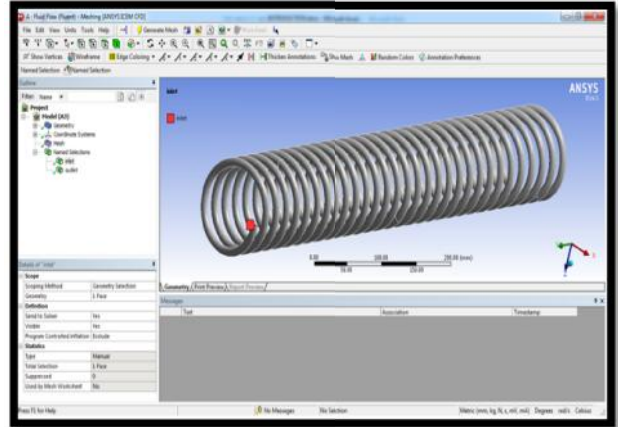 A : Fluid Flow (Fluent) - Meshing [ANSYS ICEM CFD]
File Edit View Units Tools Help Generate Mesh
Show Vertices Wireframe Edge Coloring Thicken Annotations Show Mesh Random Colors Annotation Preferences
Named Selection Named Selection
Outline
Filter: Name
Project
Model (A3)
Geometry
Coordinate Systems
Mesh
Named Selections
inlet
outlet
inlet
inlet
ANSYS
0.00 100.00 200.00 (mm)
50.00 150.00
Geometry Print Preview Report Preview
Details of "inlet"
Scope
Scoping Method Geometry Selection
Geometry 1 Face
Definition
Send to Solver Yes
Visible Yes
Program Controlled Inflation Exclude
Statistics
Type Manual
Total Selection 1 Face
Suppressed 0
Used by Mesh Worksheet No
Messages
Text Association Timestamp
Press F1 for Help No Messages No Selection Metric (mm, kg, N, s, mV, mA) Degrees rad/s Celsius